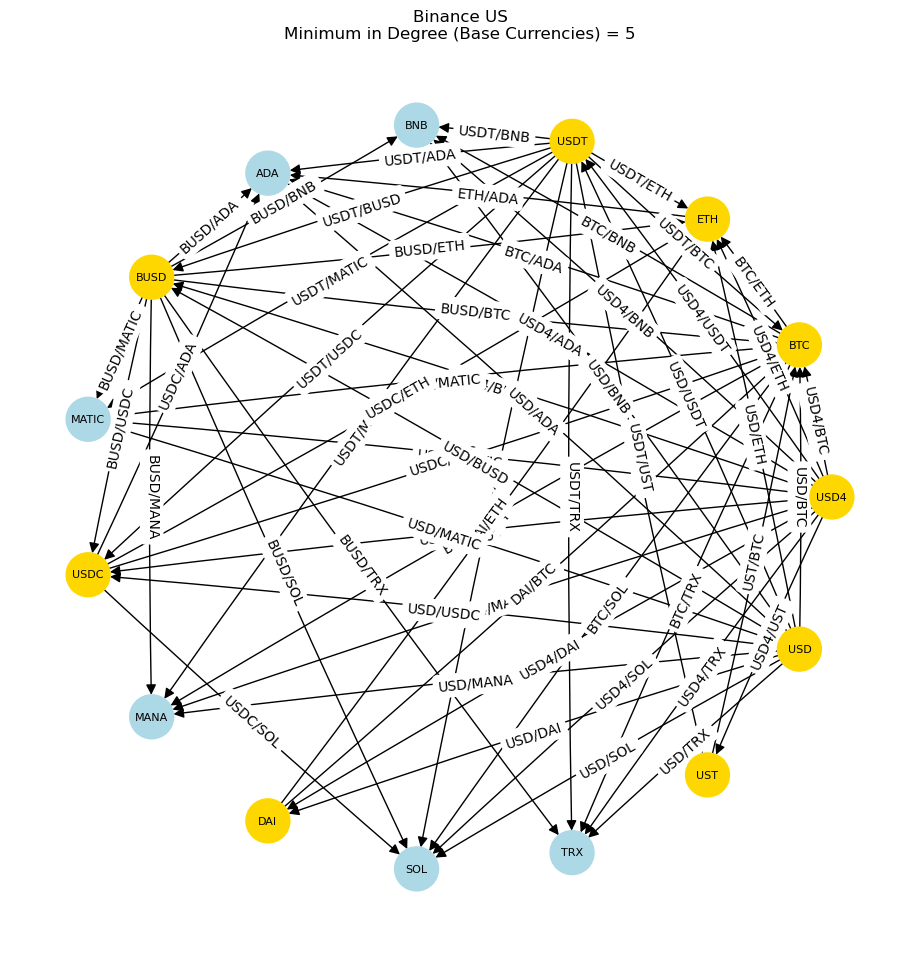 Binance US
Minimum in Degree (Base Currencies) = 5
BNB
USDT/BNB
USDT
USDT/ADA
ADA
USDT/ETH
BUSD/BNB
ETH/ADA
BUSD/ADA
USDT/BUSD
ETH
BTC/BNB
USDT/BTC
BUSD/ETH
BTC/ADA
BUSD
USDT/MATIC
BTC/ETH
BUSD/BTC
USD4/BNB
USD4/USDT
USD4/ADA
BTC
BUSD/MATIC
USDT/USDC
USD4/ETH
USDC/ADA
USDC/ETH
MATIC
USD/BNB
USD/USDT
USD/ADA
USD4/BTC
MATIC
BUSD/USDC
USD/ETH
USDT/UST
USD/BUSD
BUSD/MANA
USDT/TRX
USD/BTC
USD4
USD/MATIC
UST/BTC
USDC
BUSD/SOL
BUSD/TRX
DAI/BTC
BTC/SOL
BTC/TRX
USD/USDC
USD4/UST
USD
USD4/DAI
USD4/TRX
USD4/SOL
USD/MANA
MANA
USDC/SOL
USD/DAI
USD/TRX
USD/SOL
UST
DAI
TRX
SOL